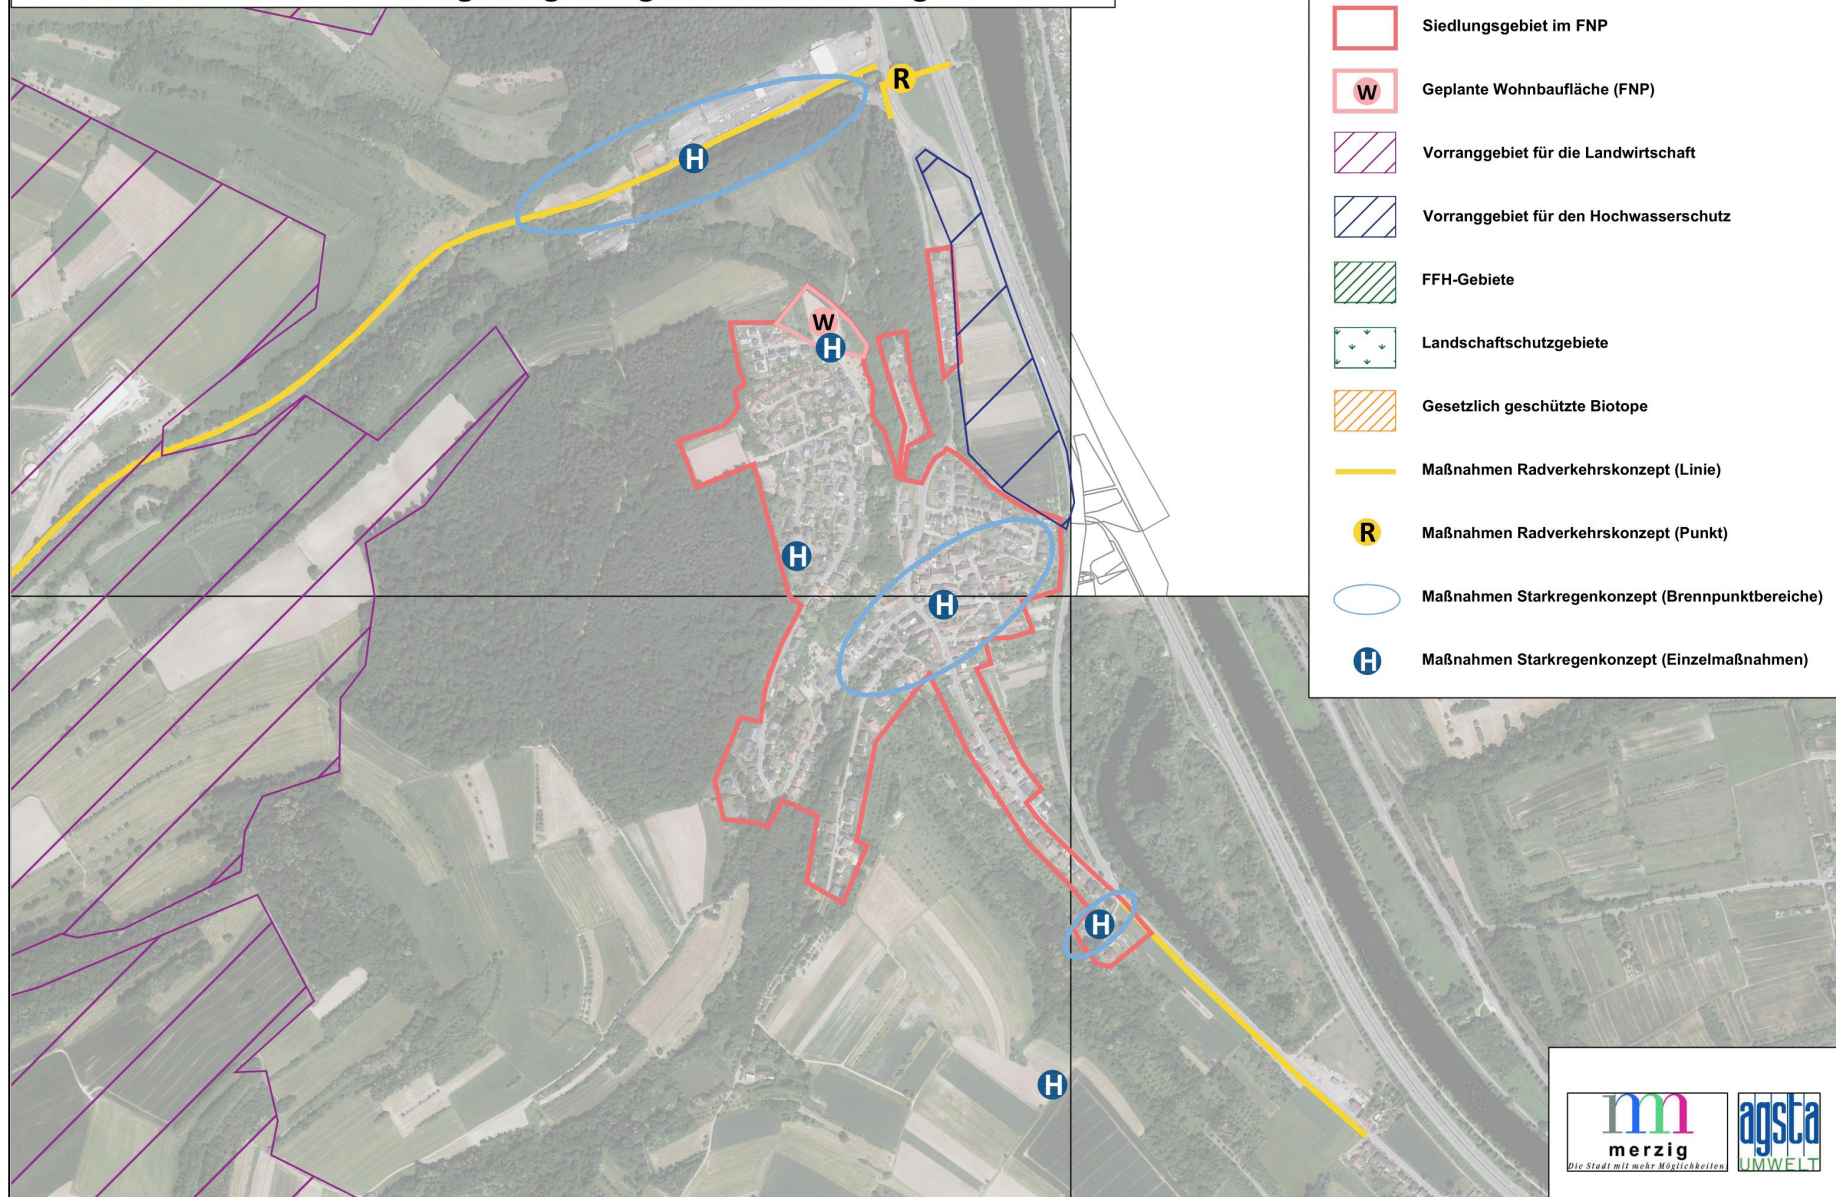 Siedlungsgebiet im FNP
W
Geplante Wohnbaufläche (FNP)
Vorranggebiet für die Landwirtschaft
Vorranggebiet für den Hochwasserschutz
FFH-Gebiete
Landschaftschutzgebiete
Gesetzlich geschützte Biotope
Maßnahmen Radverkehrskonzept (Linie)
R
Maßnahmen Radverkehrskonzept (Punkt)
Maßnahmen Starkregenkonzept (Brennpunktbereiche)
H
Maßnahmen Starkregenkonzept (Einzelmaßnahmen)
R
H
W
H
H
H
H
H
merzig
Die Stadt mit mehr Möglichkeiten
agsta
UMWELT